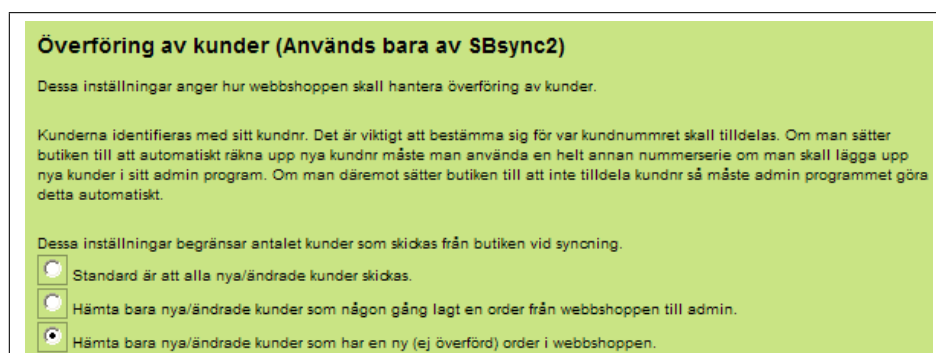 Överföring av kunder (Används bara av SBsync2)
Dessa inställningar anger hur webbshoppen skall hantera överföring av kunder.
Kunderna identifieras med sitt kundnr. Det är viktigt att bestämma sig för var kundnummret skall tilldelas. Om man sätter
butiken till att automatiskt räkna upp nya kundnr måste man använda en helt annan nummerserie om man skall lägga upp
nya kunder i sitt admin program. Om man däremot sätter butiken till att inte tilldela kundnr så måste admin programmet göra
detta automatiskt.
Dessa inställningar begränsar antalet kunder som skickas från butiken vid syncning.
Standard är att alla nya/ändrade kunder skickas.
Hämta bara nya/ändrade kunder som någon gång lagt en order från webbshoppen till admin.
Hämta bara nya/ändrade kunder som har en ny (ej överförd) order i webbshoppen.